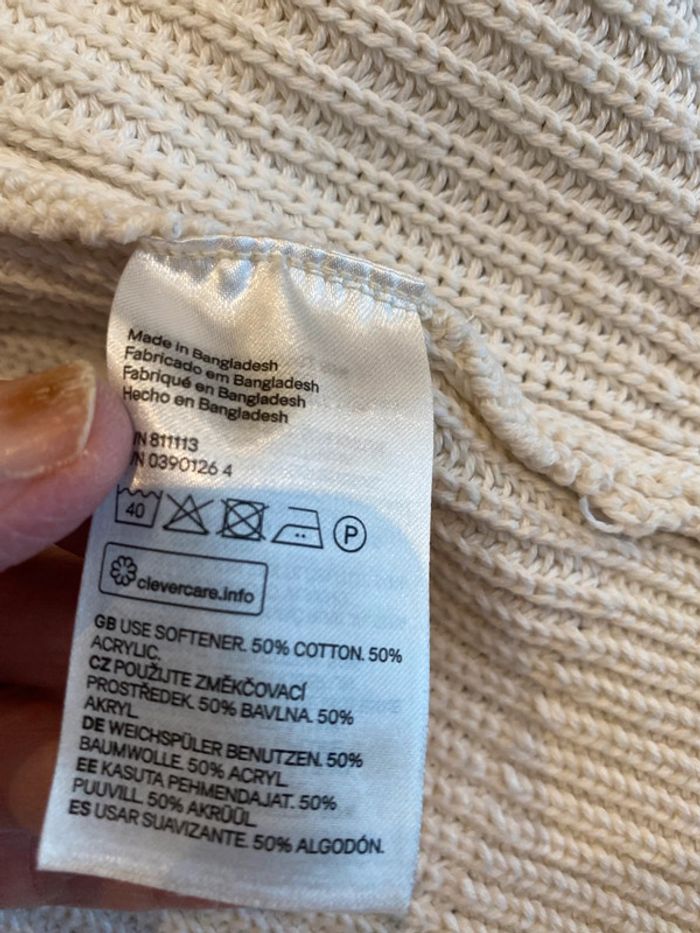 Made in Bangladesh
Fabricado em Bangladesh
Fabriqué en Bangladesh
Hecho en Bangladesh
811113
0390126 4
40
P
clevercare.info
GB USE SOFTENER. 50% COTTON. 50%
ACRYLIC.
CZ POUŽIJTE ZMĚKČOVACÍ
PROSTŘEDEK. 50% BAVLNA. 50%
AKRYL.
DE WEICHSPÜLER BENUTZEN. 50%
BAUMWOLLE. 50% ACRYL.
EE KASUTA PEHMENDAJAT. 50%
PUUVILL. 50% AKRÜÜL.
ES USAR SUAVIZANTE. 50% ALGODÓN.